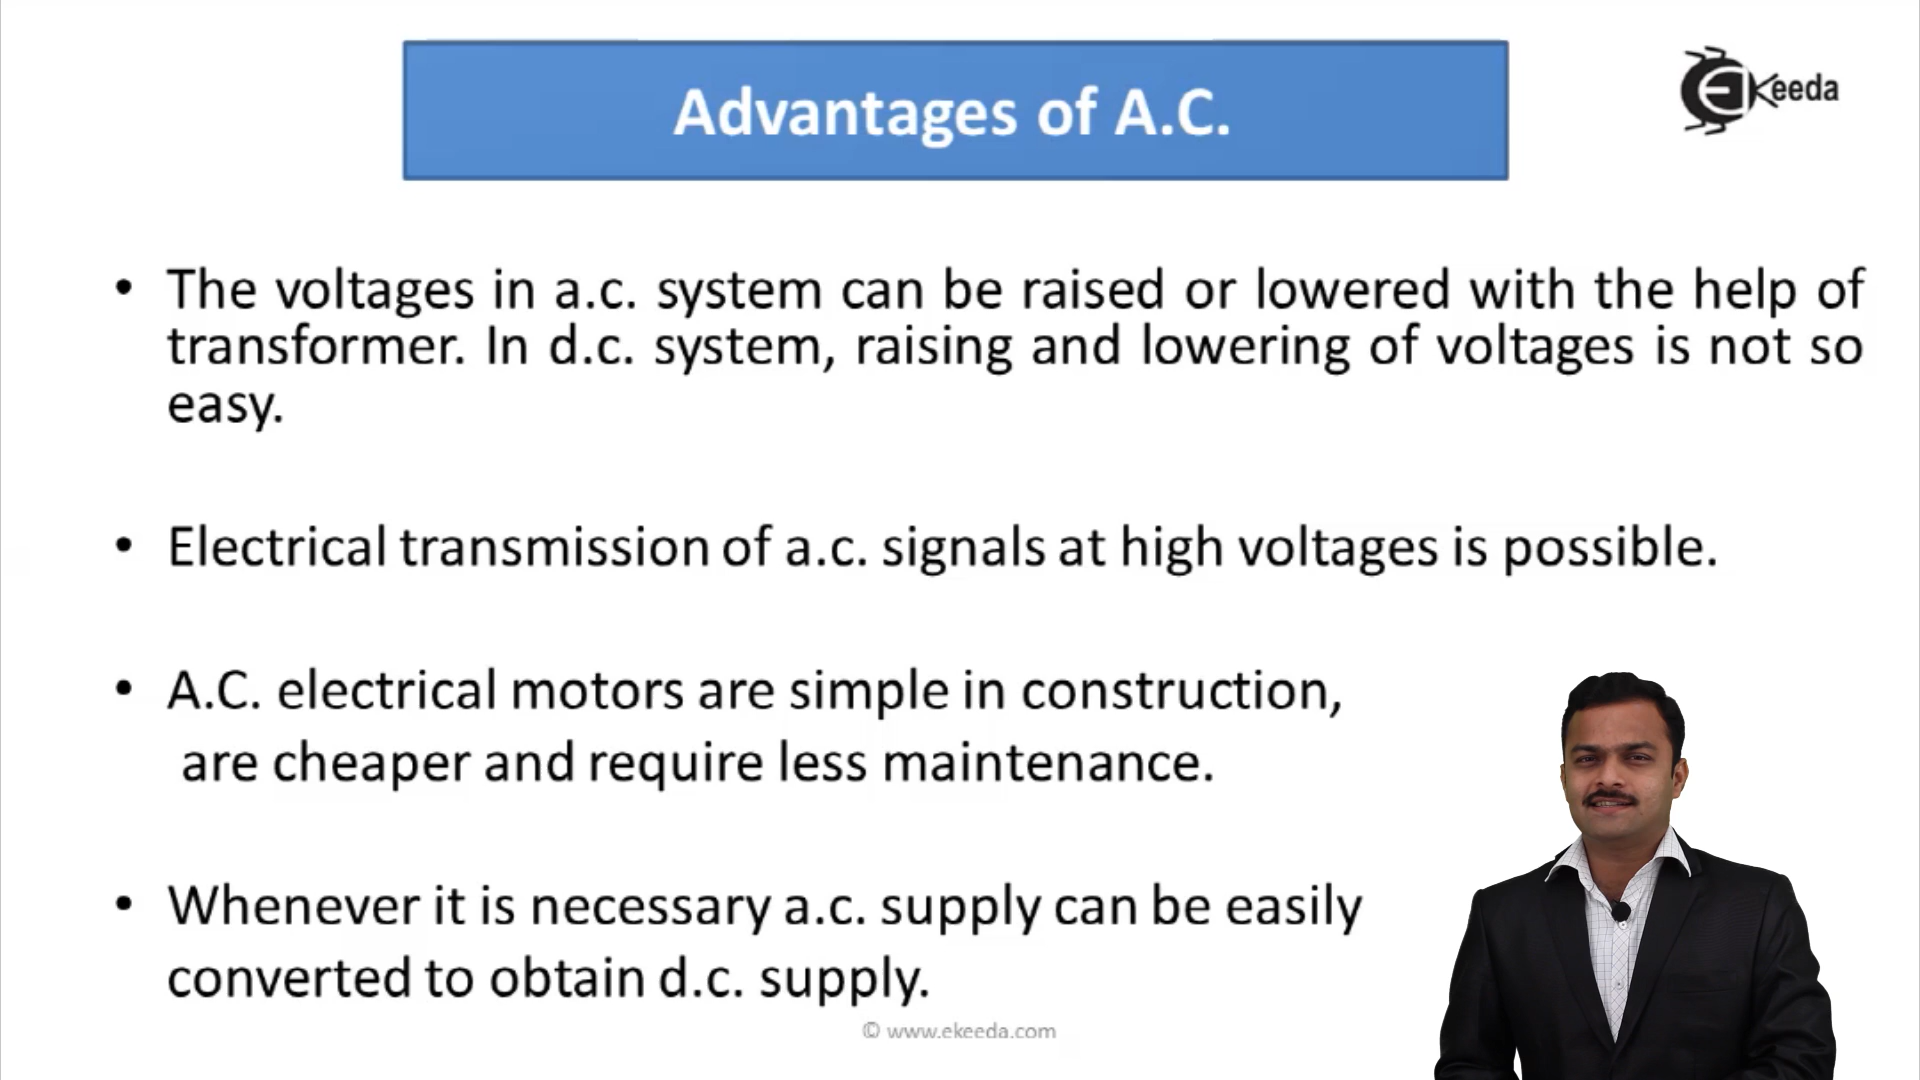 Advantages of A.C.
Ekeeda
• The voltages in a.c. system can be raised or lowered with the help of
transformer. In d.c. system, raising and lowering of voltages is not so
easy.
• Electrical transmission of a.c. signals at high voltages is possible.
• A.C. electrical motors are simple in construction,
are cheaper and require less maintenance.
• Whenever it is necessary a.c. supply can be easily
converted to obtain d.c. supply.
© www.ekeeda.com